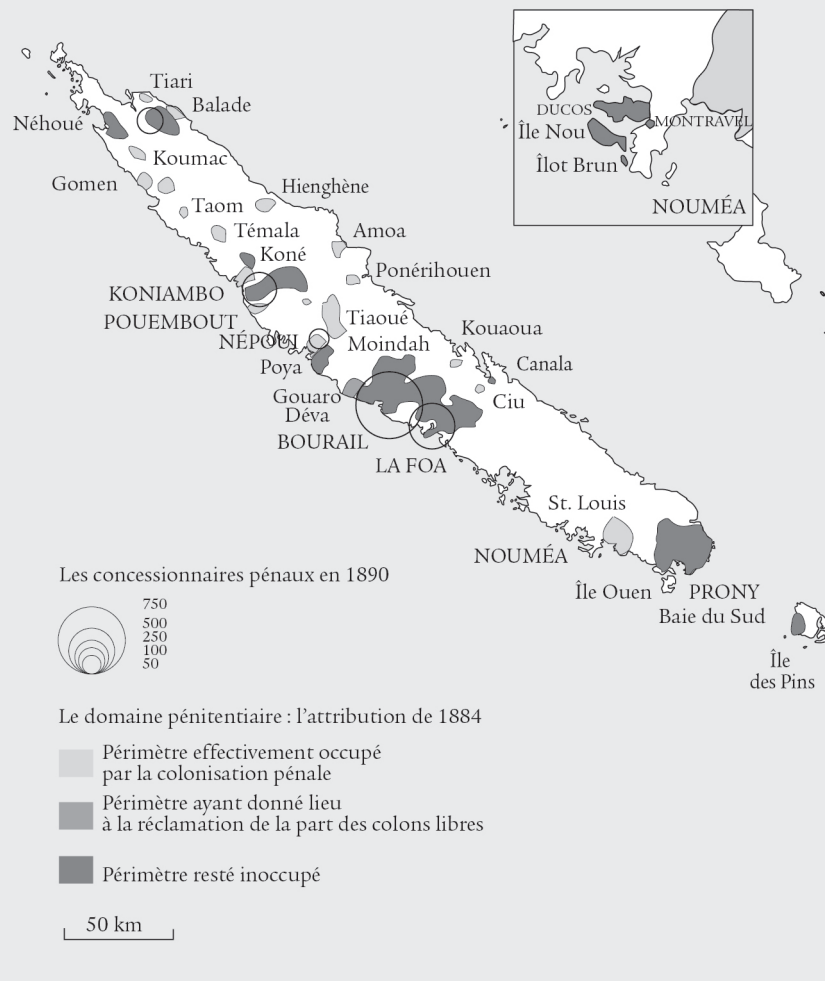 Tiari
Balade
Néhoué
Koumac
Gomen
Hienghène
Taom
Témala
Amoa
Koné
Ponérihouen
KONIAMBO
POUEMBOUT
Tiaoué
NÉPOUI
Moindah
Kouaoua
Poya
Canala
Gouaro
Déva
Ciu
BOURAIL
LA FOA
St. Louis
NOUMÉA
Île Ouen
PRONY
Baie du Sud
Île
des Pins
DUCOS
MONTRAVEL
Île Nou
Îlot Brun
NOUMÉA
Les concessionnaires pénaux en 1890
750
500
250
100
50
Le domaine pénitentiaire : l’attribution de 1884
Périmètre effectivement occupé
par la colonisation pénale
Périmètre ayant donné lieu
à la réclamation de la part des colons libres
Périmètre resté inoccupé
50 km